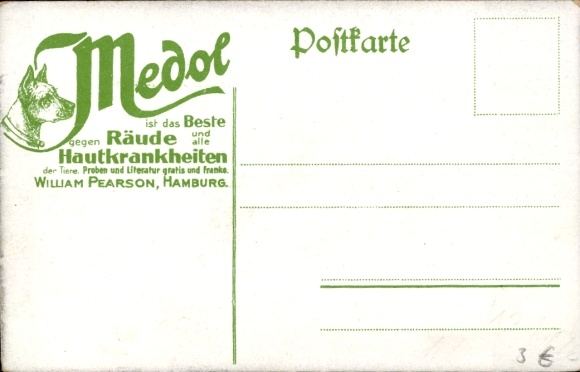 Medol
ist das Beste
gegen Räude und alle
Hautkrankheiten
der Tiere. Proben und Literatur gratis und franko.
WILLIAM PEARSON, HAMBURG.
Postkarte
3 €